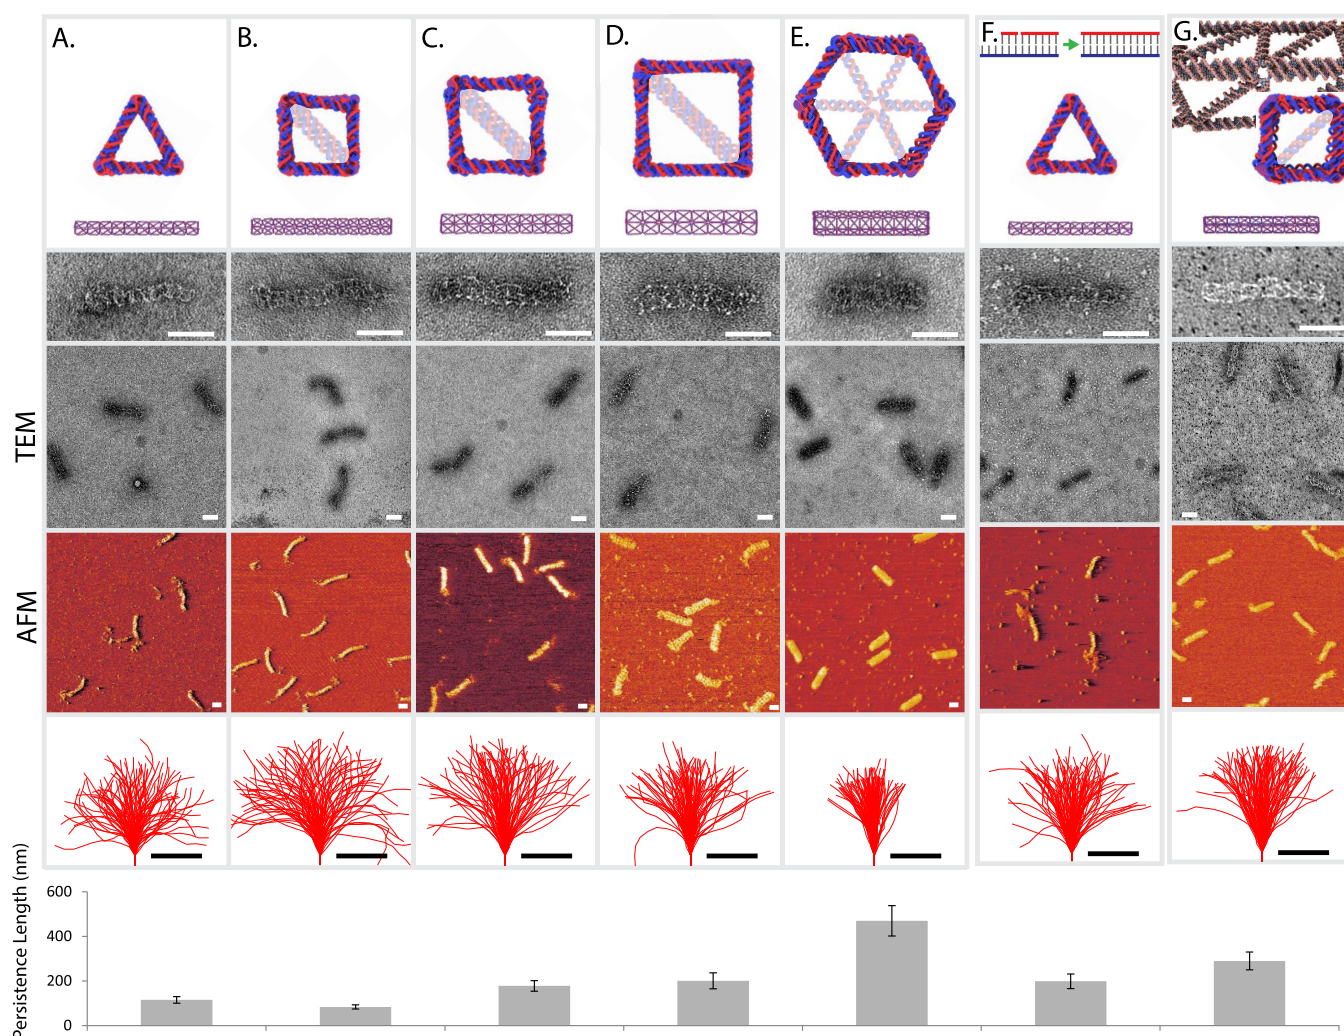 A.
B.
C.
D.
E.
F.
G.
TEM
AFM
Persistence Length (nm)
600
400
200
0